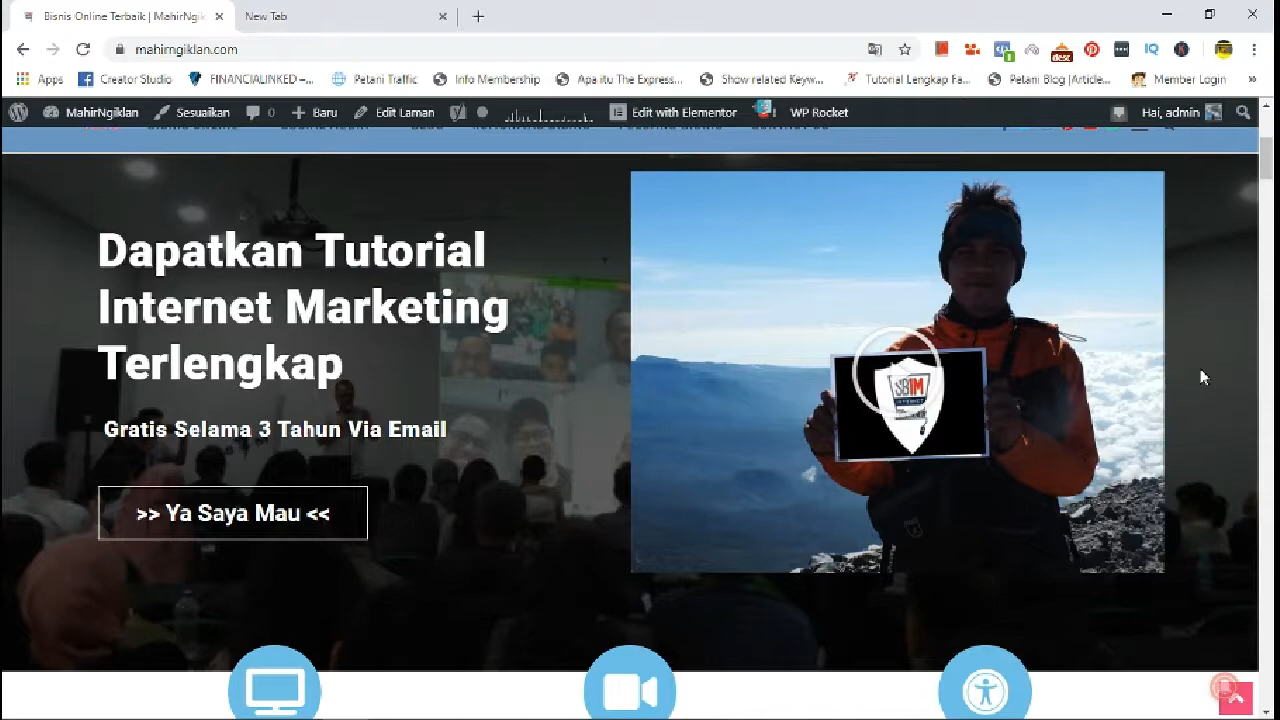 Bisnis Online Terbaik | MahirNgik
New Tab
mahirngiklan.com
Apps
Creator Studio
FINANCIALINKED –...
Petani Traffic
Info Membership
Apa itu The Express...
Show related Keyw...
Tutorial Lengkap Fa...
Petani Blog |Article...
Member Login
»
MahirNgiklan
Sesuaikan
0
Baru
Edit Laman
Edit with Elementor
WP Rocket
Hai, admin
Dapatkan Tutorial
Internet Marketing
Terlengkap
Gratis Selama 3 Tahun Via Email
>> Ya Saya Mau <<
SB1M